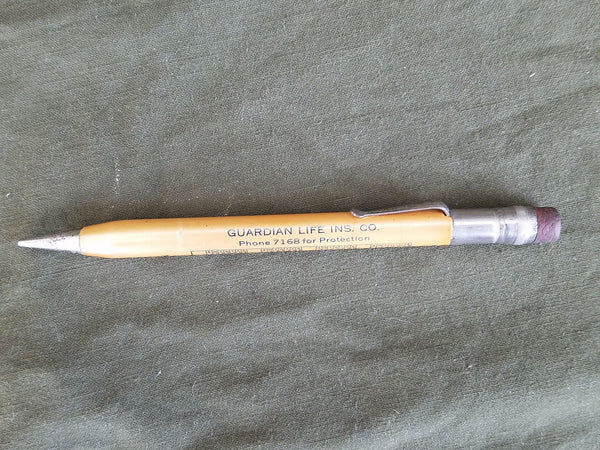 GUARDIAN LIFE INS. CO.
Phone 7168 for Protection